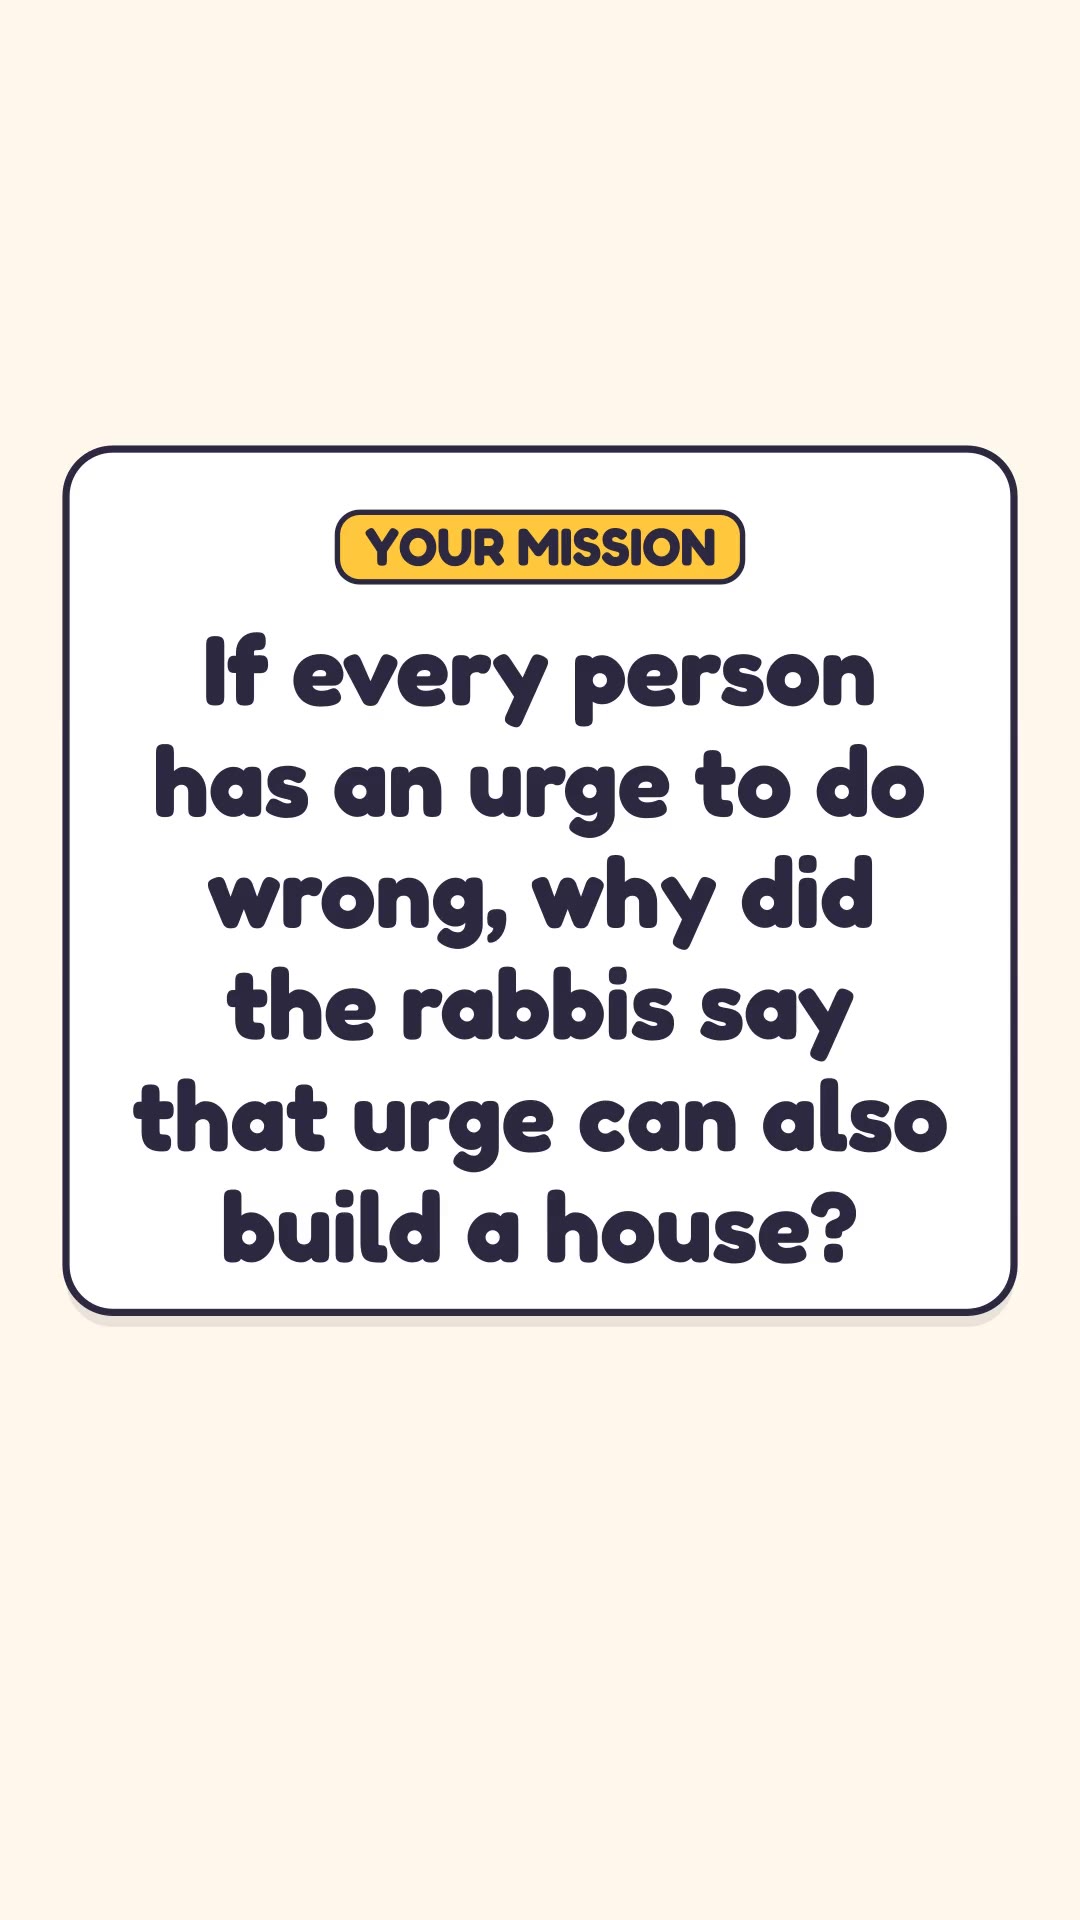 YOUR MISSION
If every person
has an urge to do
wrong, why did
the rabbis say
that urge can also
build a house?